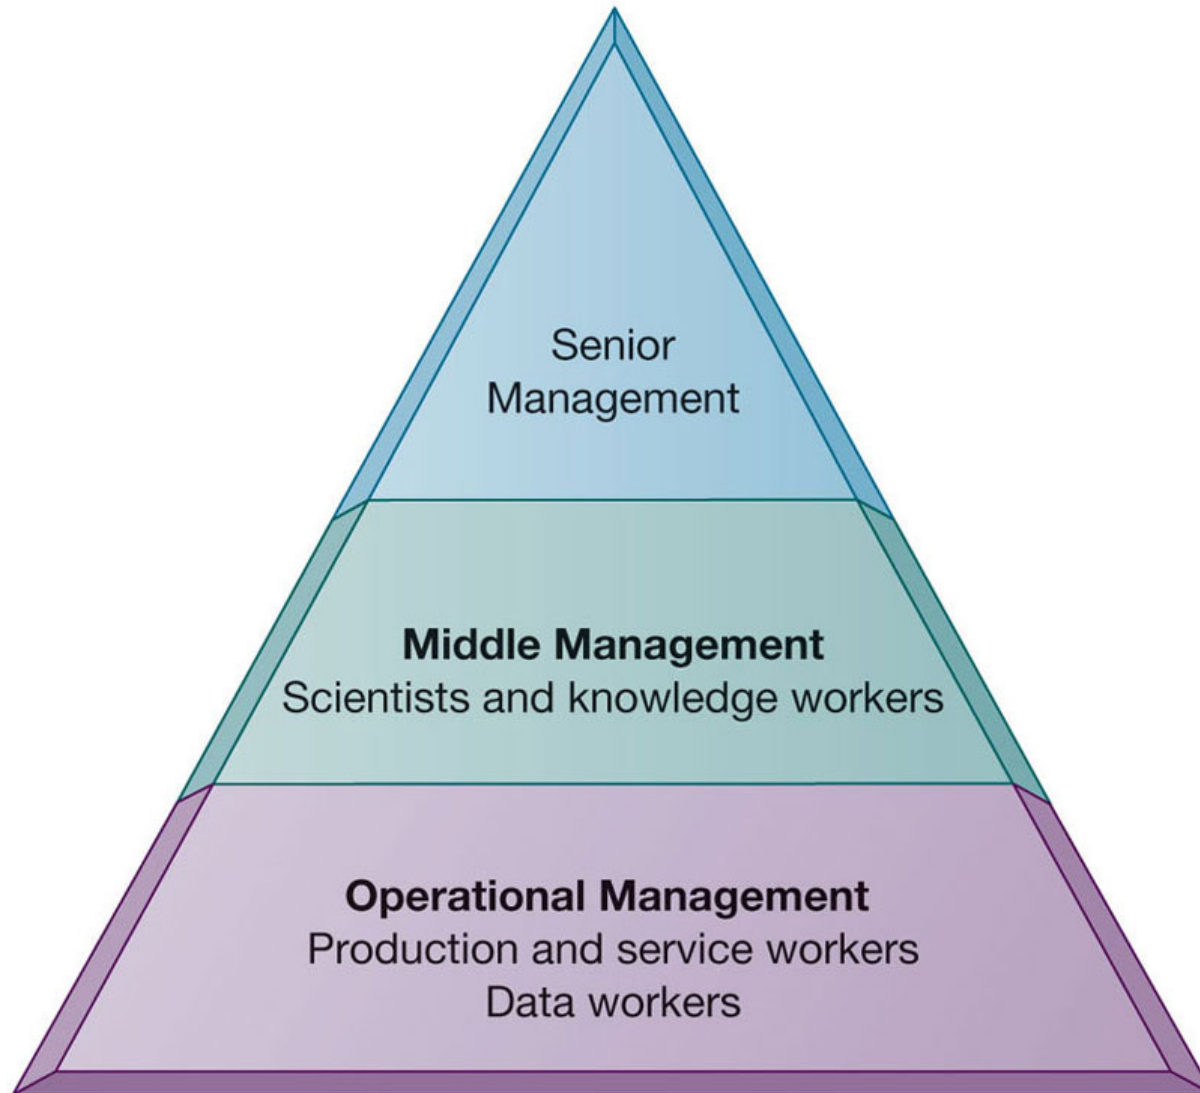 Senior
Management
Middle Management
Scientists and knowledge workers
Operational Management
Production and service workers
Data workers